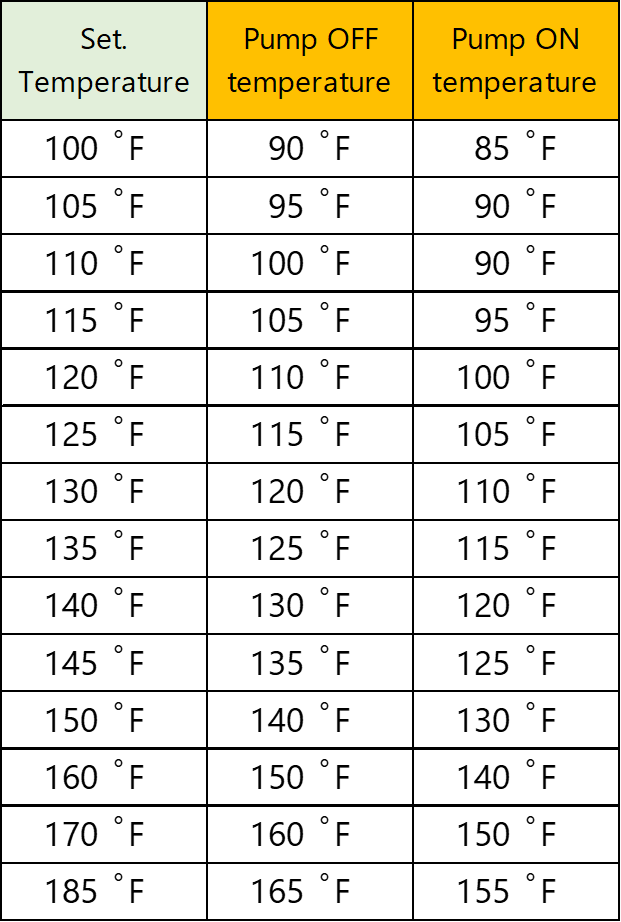 Set. Temperature Pump OFF temperature Pump ON temperature
100 °F 90 °F 85 °F
105 °F 95 °F 90 °F
110 °F 100 °F 90 °F
115 °F 105 °F 95 °F
120 °F 110 °F 100 °F
125 °F 115 °F 105 °F
130 °F 120 °F 110 °F
135 °F 125 °F 115 °F
140 °F 130 °F 120 °F
145 °F 135 °F 125 °F
150 °F 140 °F 130 °F
160 °F 150 °F 140 °F
170 °F 160 °F 150 °F
185 °F 165 °F 155 °F